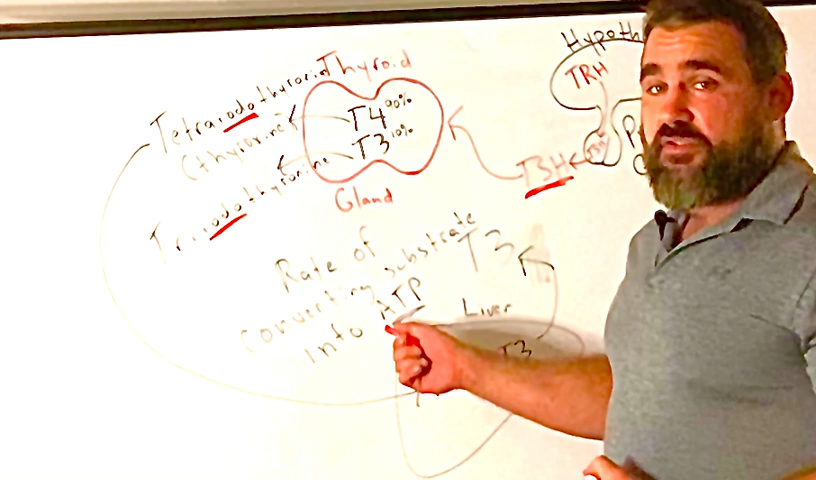 Hypoth
TRH
TSH
Thyroid
Gland
T4 90%
T3 10%
Tetraiodothyroid
(thyroxine
Triiodothyronine
Rate of
converting substrate
into ATP
T3
Liver
T3